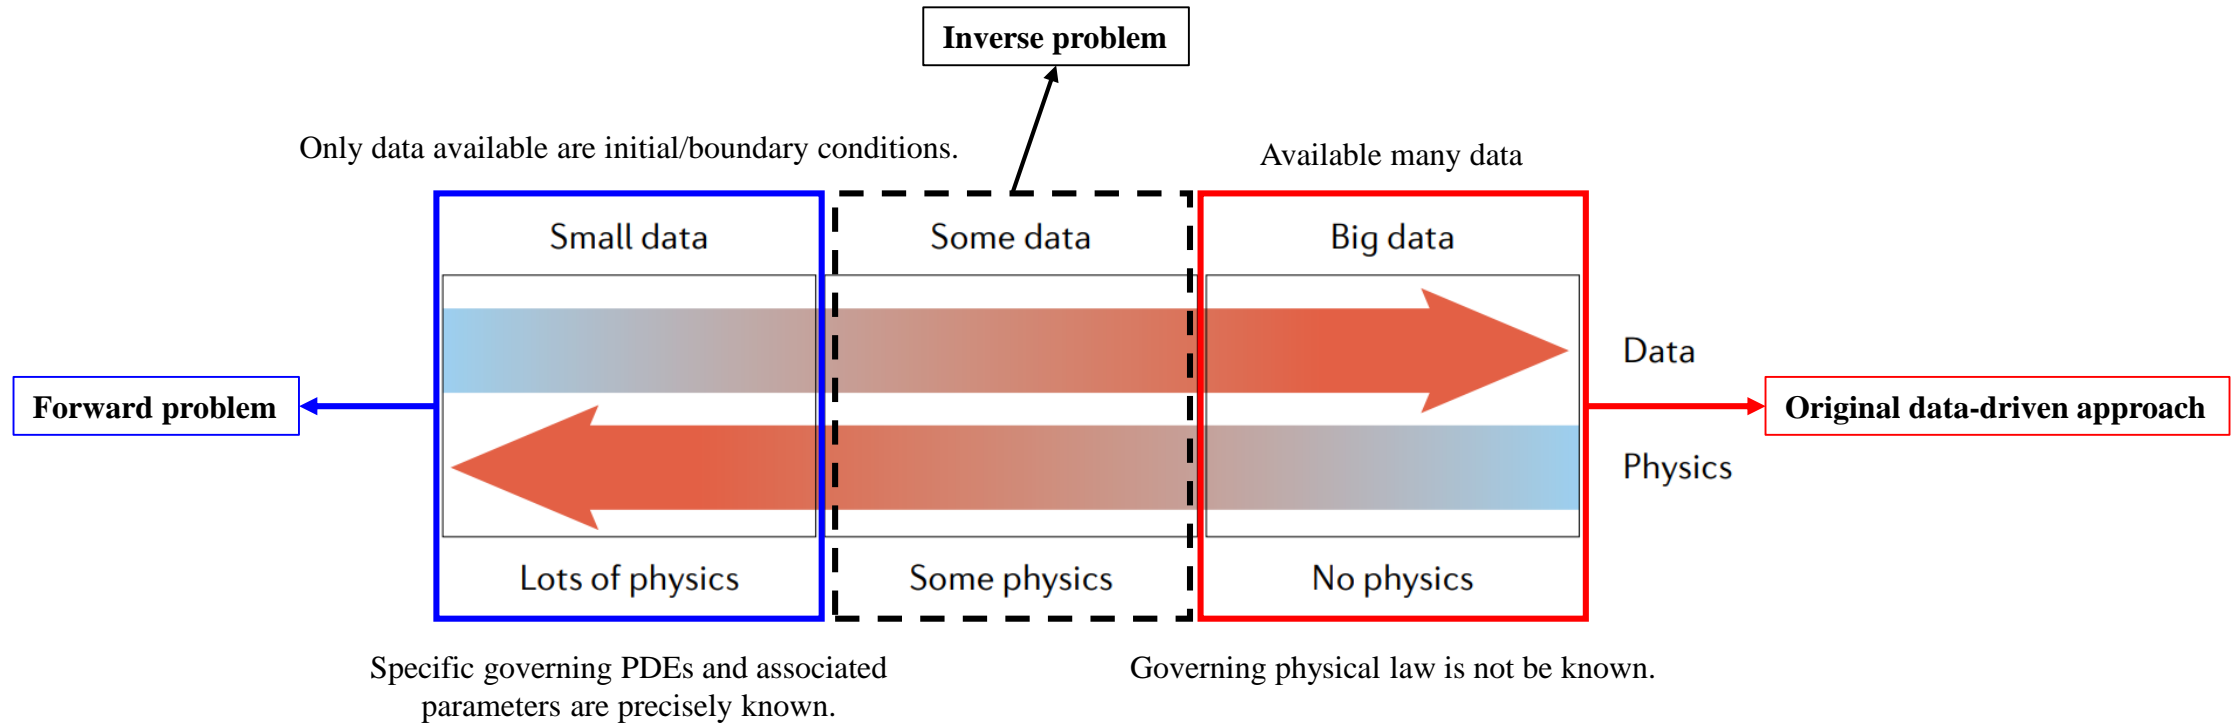 Inverse problem
Only data available are initial/boundary conditions.
Available many data
Small data
Some data
Big data
Data
Forward problem
Original data-driven approach
Physics
Lots of physics
Some physics
No physics
Specific governing PDEs and associated
parameters are precisely known.
Governing physical law is not be known.